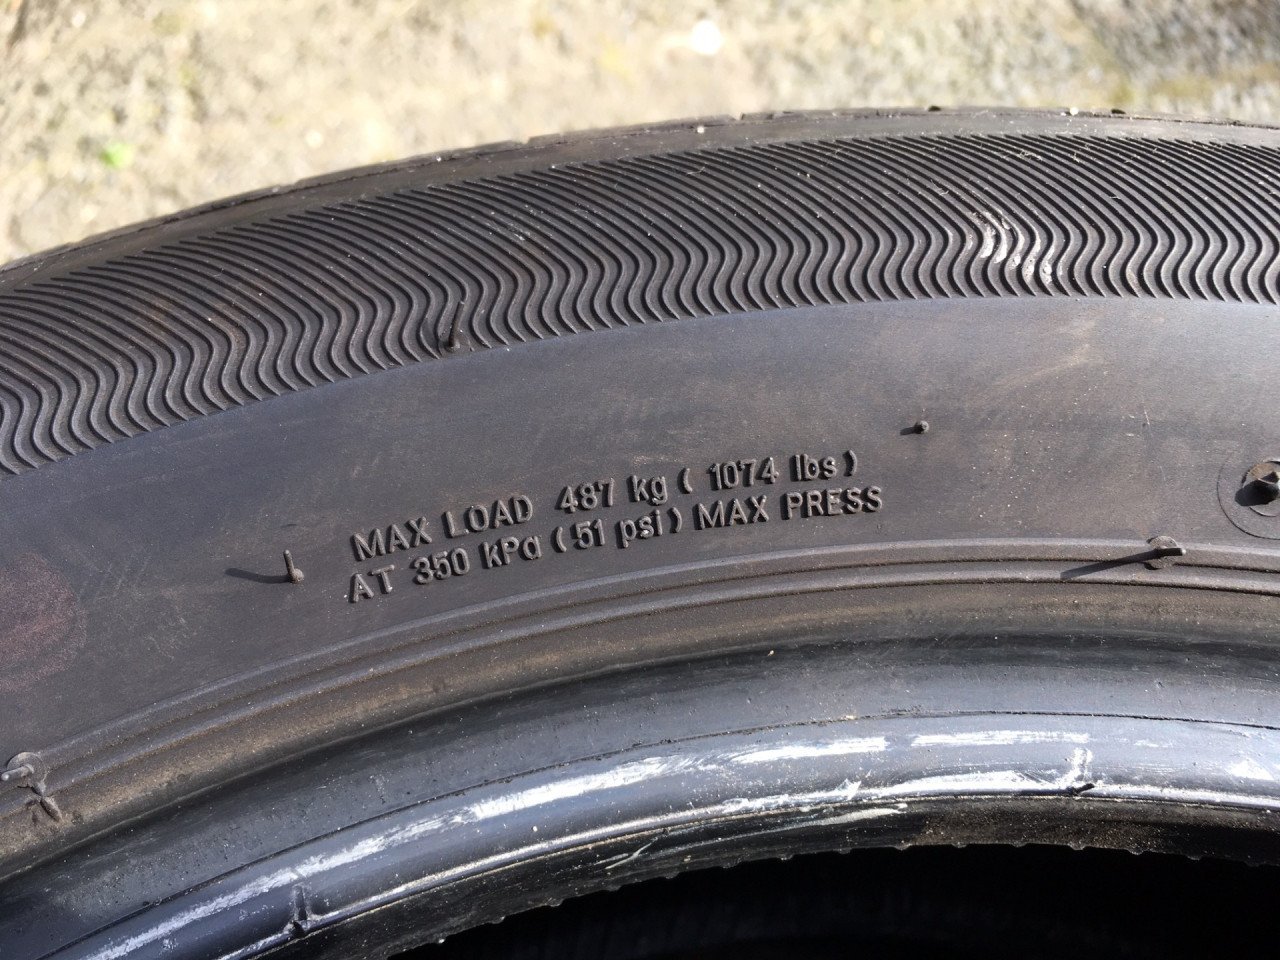 MAX LOAD 487 kg ( 1074 lbs )
AT 350 kPa ( 51 psi ) MAX PRESS